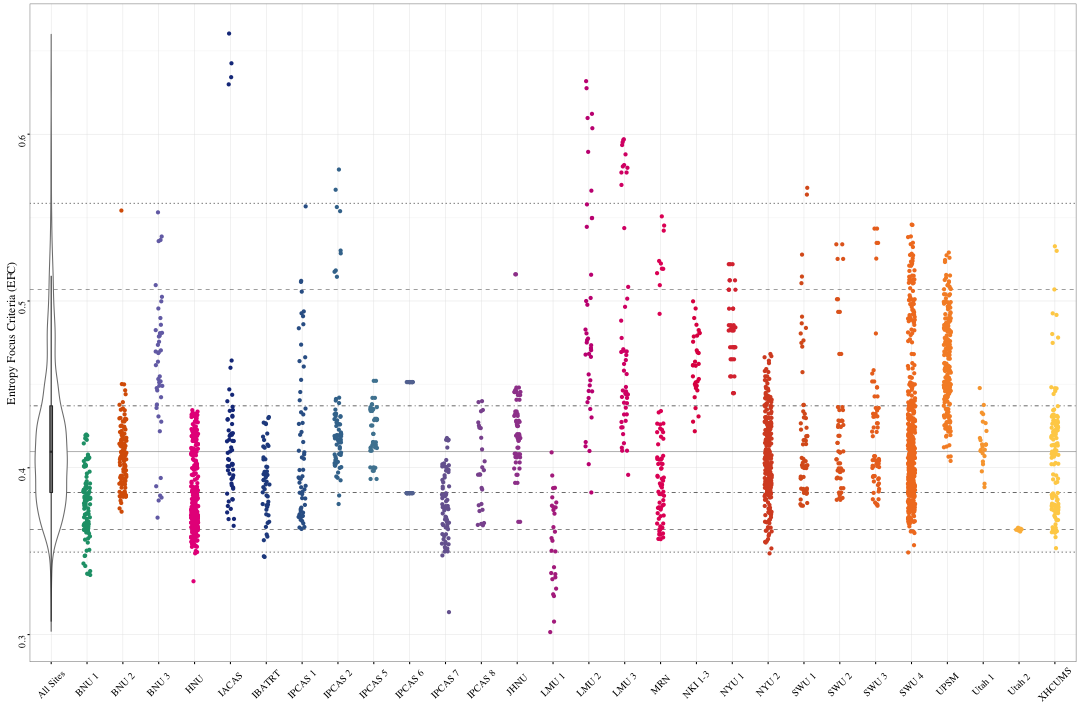 Entropy Focus Criteria (EFC)
0.6
0.5
0.4
0.3
All Sites
BNU 1
BNU 2
BNU 3
HNU
IACAS
IBATRT
IPCAS 1
IPCAS 2
IPCAS 5
IPCAS 6
IPCAS 7
IPCAS 8
JHNU
LMU 1
LMU 2
LMU 3
MRN
NKI 1-3
NYU 1
NYU 2
SWU 1
SWU 2
SWU 3
SWU 4
UPSM
Utah 1
Utah 2
XHCUMS